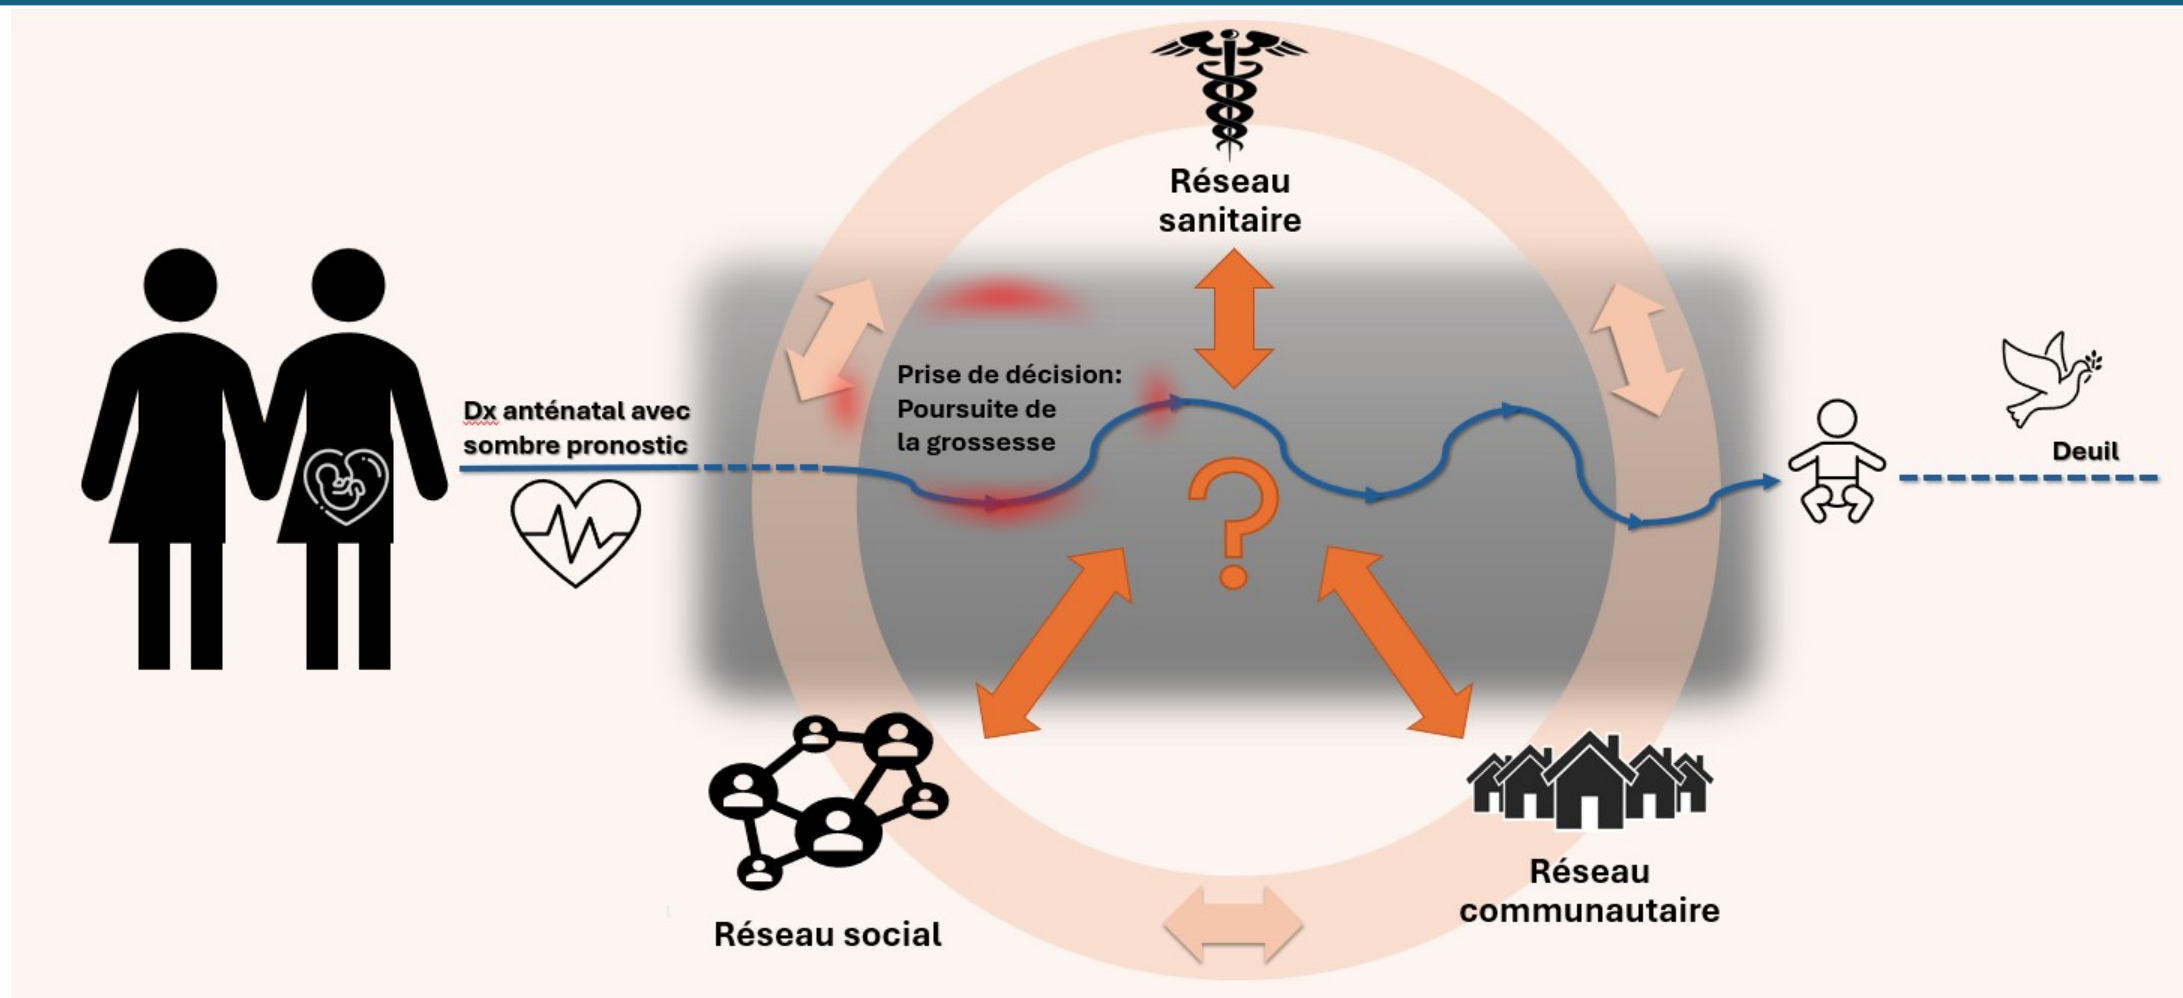 Réseau
sanitaire
Dx anténatal avec
sombre pronostic
Prise de décision:
Poursuite de
la grossesse
?
Deuil
Réseau social
Réseau
communautaire